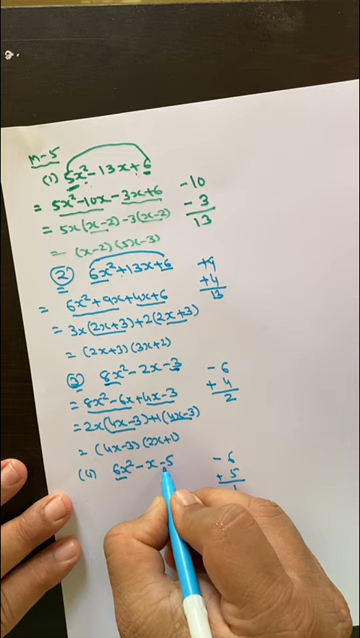 m-5
(1) 5x²-13x+6
= 5x²-10x-3x+6 -10
= 5x(x-2)-3(x-2) -3
= (x-2)(5x-3) 13
(2) 6x²+13x+6 +9
= 6x²+9x+4x+6 +4
= 3x(2x+3)+2(2x+3) 13
= (2x+3)(3x+2)
(3) 8x²-2x-3 -6
= 8x²-6x+4x-3 +4
= 2x(4x-3)+1(4x-3) 2
= (4x-3)(2x+1)
(4) 6x²-x-5 -6
+5
1